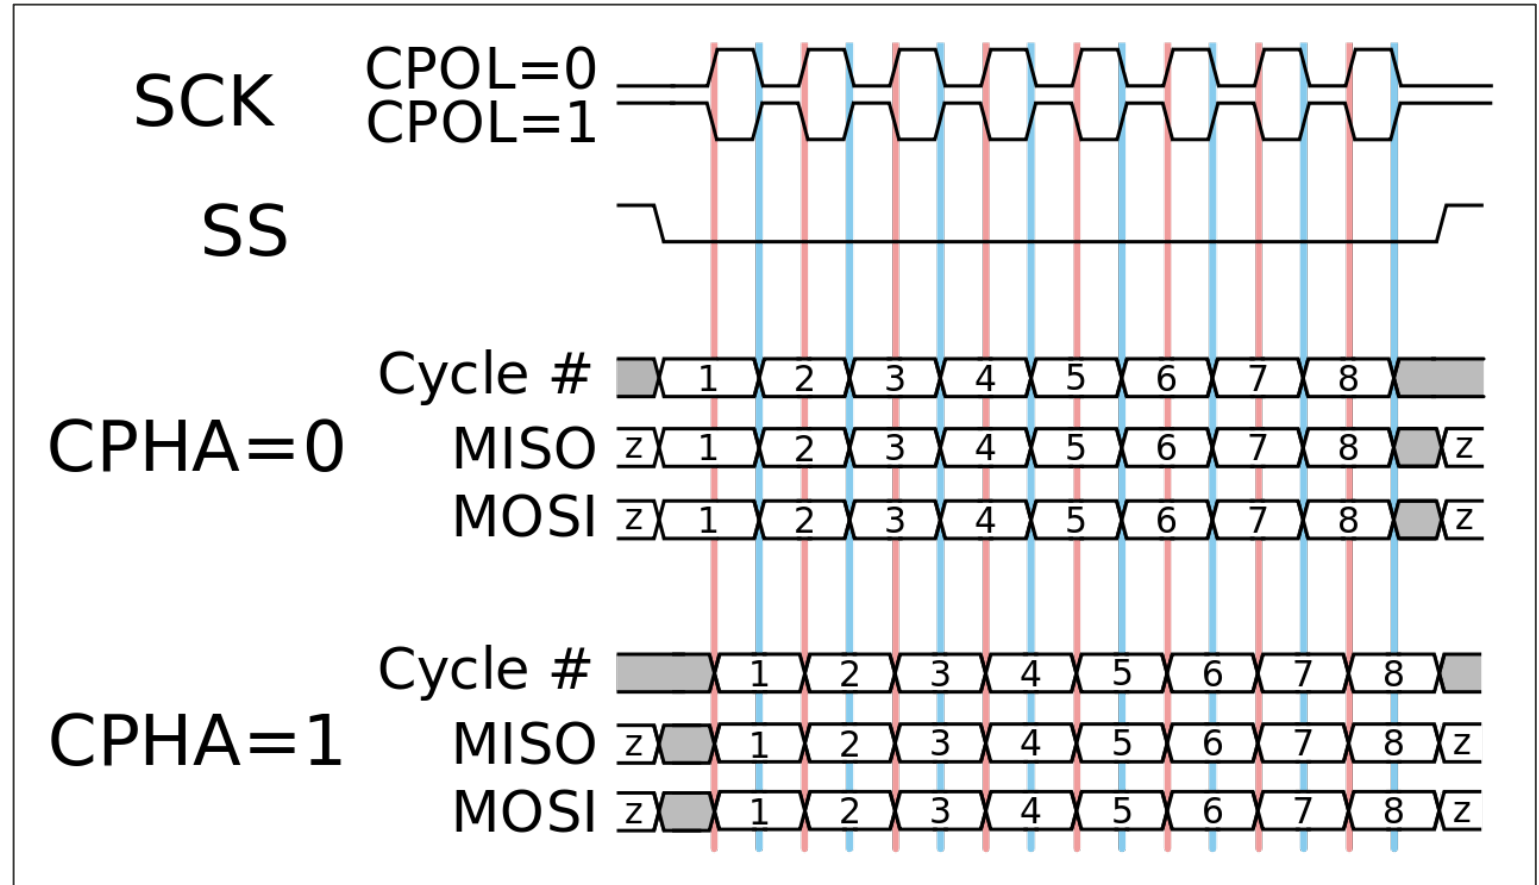 SCK CPOL=0
CPOL=1
SS
Cycle # 1 2 3 4 5 6 7 8
CPHA=0 MISO z 1 2 3 4 5 6 7 8 z
MOSI z 1 2 3 4 5 6 7 8 z
Cycle # 1 2 3 4 5 6 7 8
CPHA=1 MISO z 1 2 3 4 5 6 7 8 z
MOSI z 1 2 3 4 5 6 7 8 z